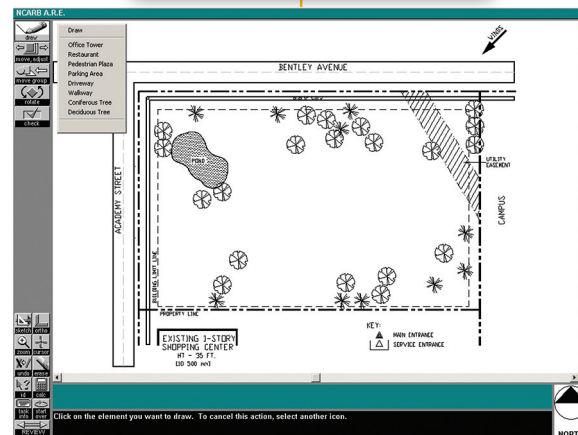 NCARB A.R.E.
draw
move, adjust
move group
rotate
check
Draw
Office Tower
Restaurant
Pedestrian Plaza
Parking Area
Driveway
Walkway
Coniferous Tree
Deciduous Tree
WINDS
BENTLEY AVENUE
ACADEMY STREET
POND
UTILITY
EASEMENT
CAMPUS
BUILDING LIMIT LINE
PROPERTY LINE
EXISTING 1-STORY
SHOPPING CENTER
HT - 35 FT.
KEY:
MAIN ENTRANCE
SERVICE ENTRANCE
sketch ortho
zoom cursor
undo erase
id calc
task info
start over
REVIEW
Click on the element you want to draw. To cancel this action, select another icon.
NORTH